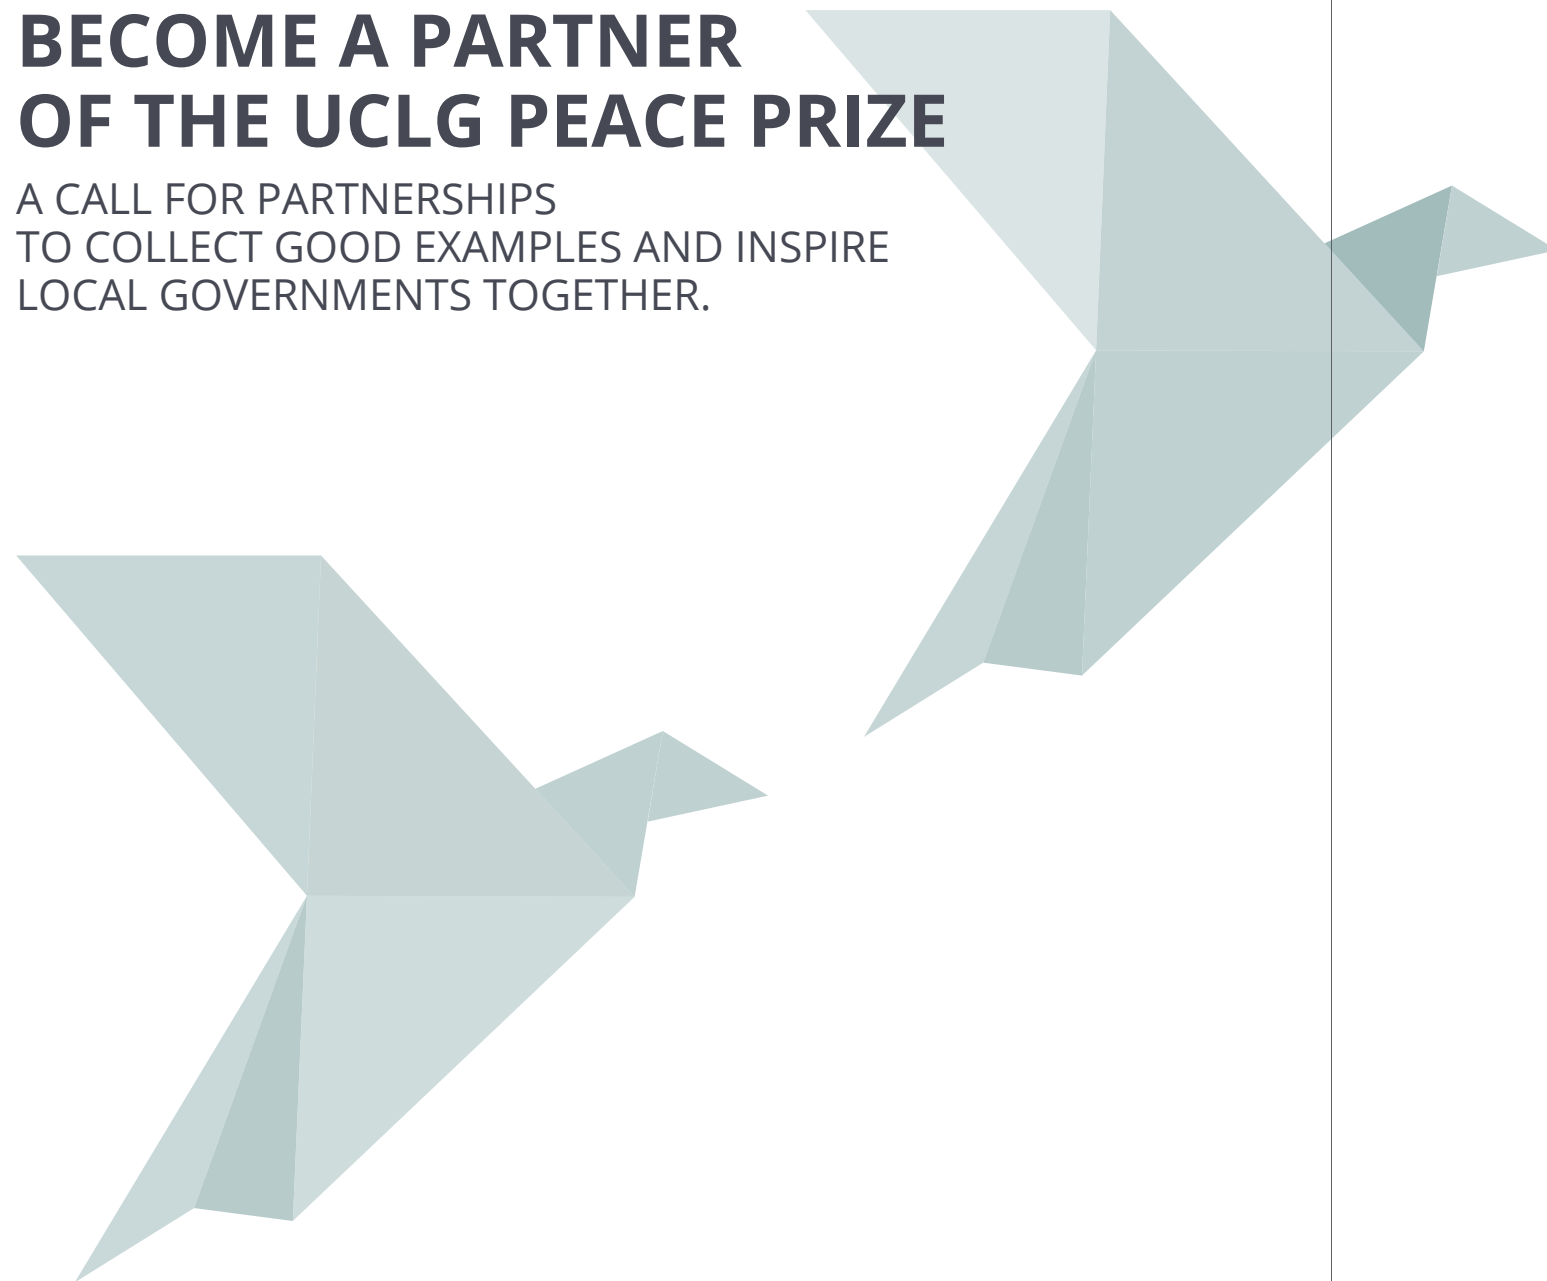 BECOME A PARTNER
OF THE UCLG PEACE PRIZE
A CALL FOR PARTNERSHIPS
TO COLLECT GOOD EXAMPLES AND INSPIRE
LOCAL GOVERNMENTS TOGETHER.